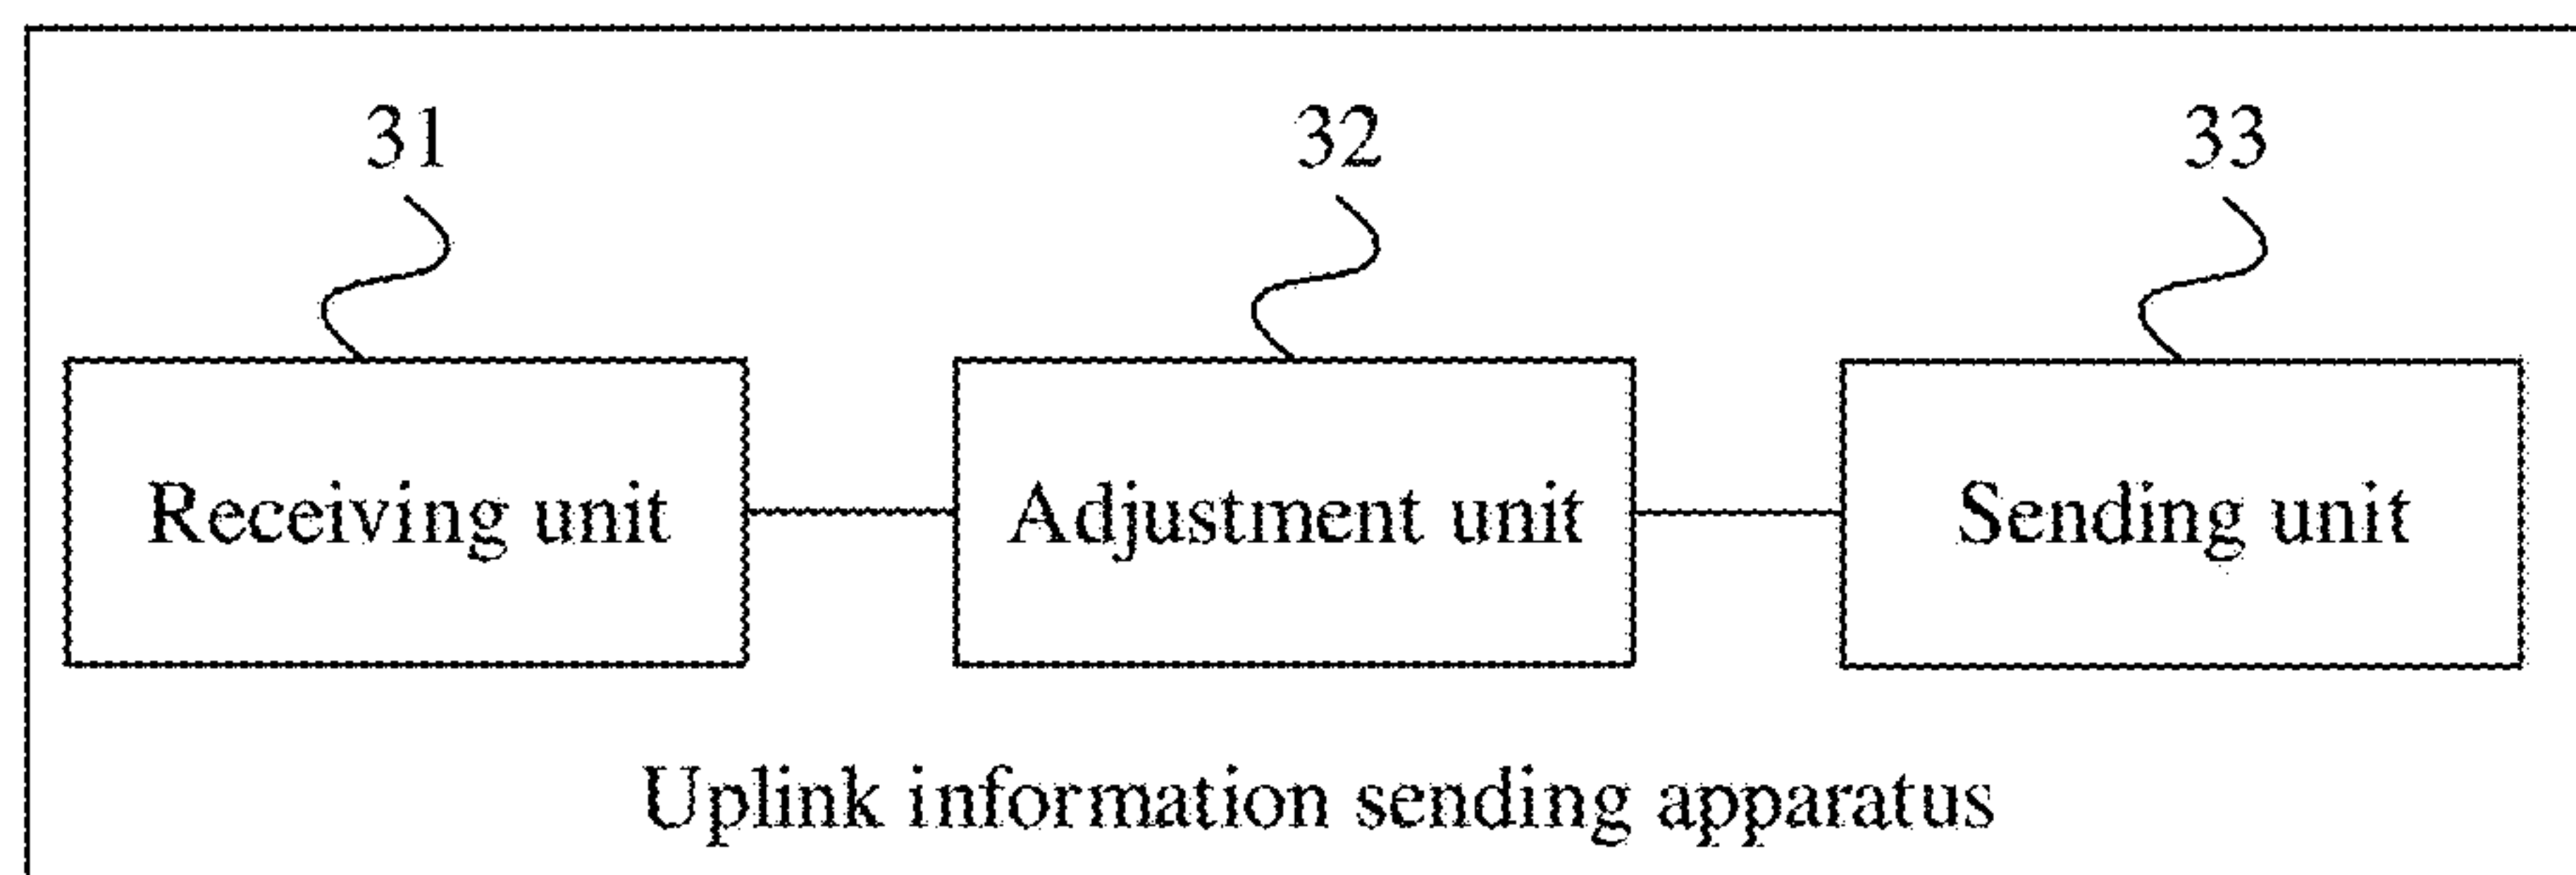 31 32 33
Receiving unit Adjustment unit Sending unit
Uplink information sending apparatus